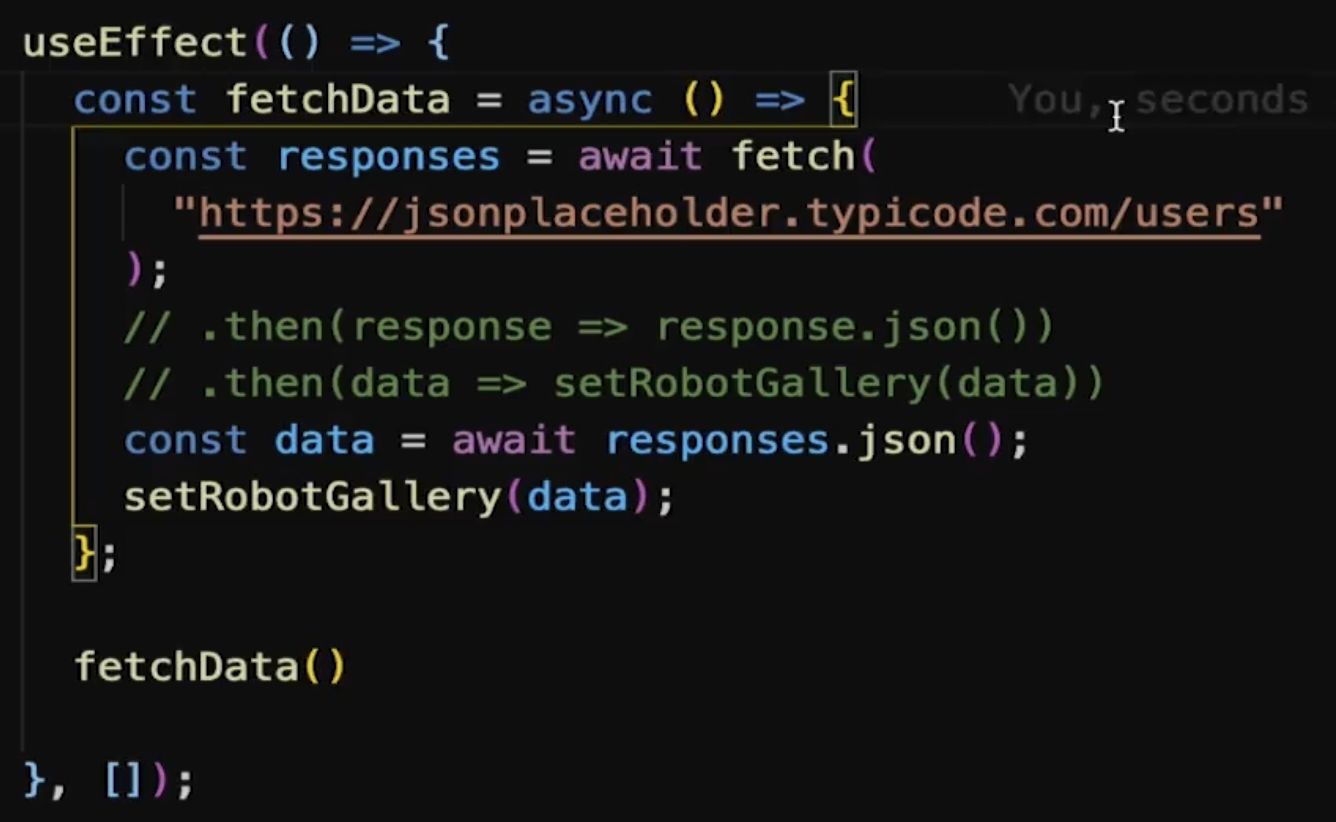 useEffect(() => {
const fetchData = async () => { You, seconds
const responses = await fetch(
"https://jsonplaceholder.typicode.com/users"
);
// .then(response => response.json())
// .then(data => setRobotGallery(data))
const data = await responses.json();
setRobotGallery(data);
};
fetchData()
}, []);